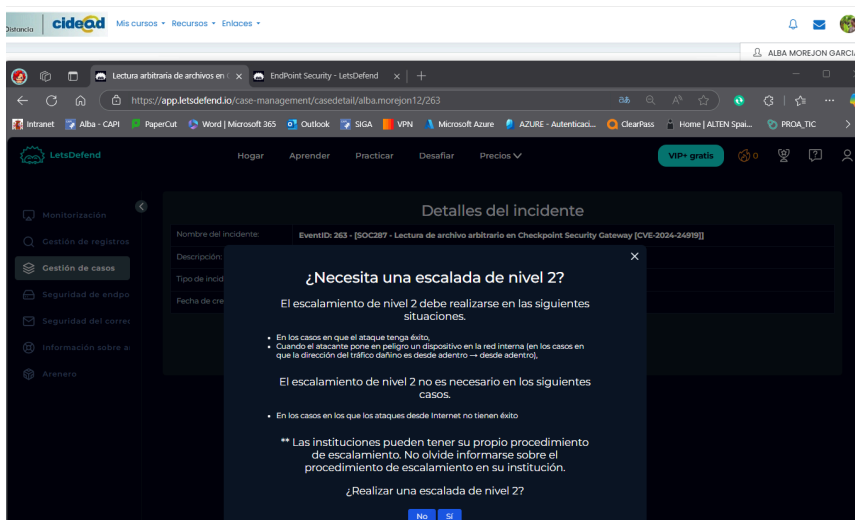 Distancia
cidead
Mis cursos Recursos Enlaces
ALBA MOREJON GARCIA
Lectura arbitraria de archivos en C
EndPoint Security - LetsDefend
https://app.letsdefend.io/case-management/casedetail/alba.morejon12/263
Intranet Alba - CAPI PaperCut Word | Microsoft 365 Outlook SIGA VPN Microsoft Azure AZURE - Autenticaci... ClearPass Home | ALTEN Spai... PROA_TIC
LetsDefend
Hogar Aprender Practicar Desafiar Precios
VIP+ gratis
0
Monitorización
Gestión de registros
Gestión de casos
Seguridad de endpo
Seguridad del correo
Información sobre a
Arenero
Detalles del incidente
Nombre del incidente: EventID: 263 - [SOC287 - Lectura de archivo arbitrario en Checkpoint Security Gateway [CVE-2024-24919]]
Descripción:
Tipo de incid
Fecha de cre
¿Necesita una escalada de nivel 2?
El escalamiento de nivel 2 debe realizarse en las siguientes
situaciones.
• En los casos en que el ataque tenga éxito,
• Cuando el atacante pone en peligro un dispositivo en la red interna (en los casos en
que la dirección del tráfico dañino es desde adentro → desde adentro),
El escalamiento de nivel 2 no es necesario en los siguientes
casos.
• En los casos en los que los ataques desde Internet no tienen éxito
** Las instituciones pueden tener su propio procedimiento
de escalamiento. No olvide informarse sobre el
procedimiento de escalamiento en su institución.
¿Realizar una escalada de nivel 2?
No Sí